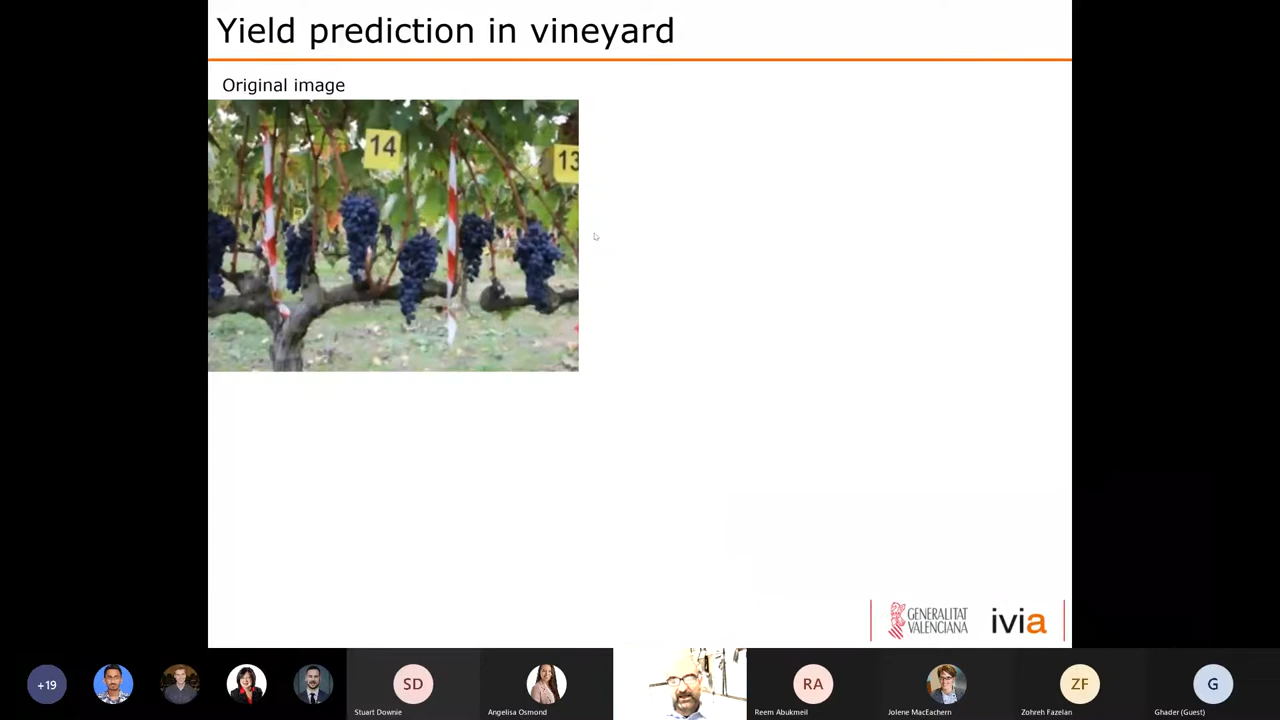 Yield prediction in vineyard
Original image
14
13
GENERALITAT
VALENCIANA
ivia
+19
SD
Stuart Downie
Angelisa Osmond
RA
Reem Abukmeil
Jolene MacEachern
ZF
Zohreh Fazelan
G
Ghader (Guest)